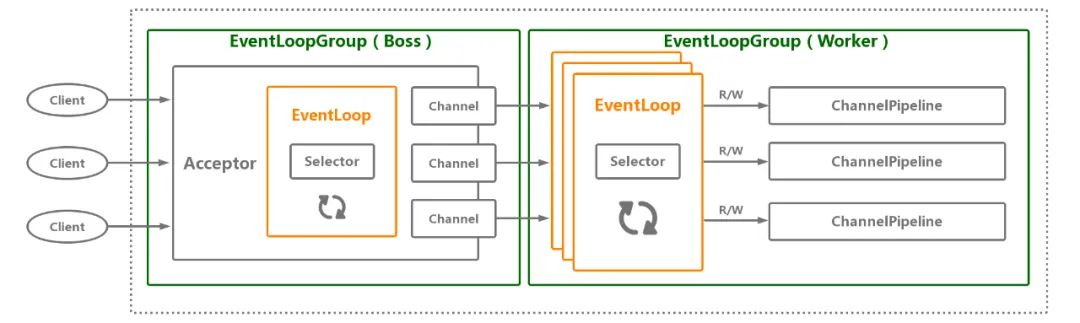 EventLoopGroup ( Boss )
EventLoopGroup ( Worker )
Client
Client
Client
Acceptor
EventLoop
Selector
Channel
Channel
Channel
EventLoop
Selector
R/W
R/W
R/W
ChannelPipeline
ChannelPipeline
ChannelPipeline